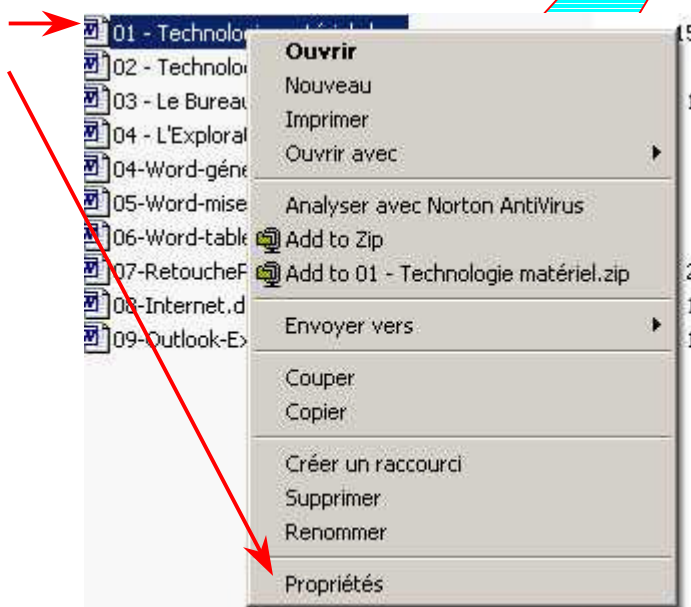 01 - Technolo
02 - Technolo
03 - Le Bureau
04 - L'Explora
04-Word-géné
05-Word-mise
06-Word-table
07-Retouche
08-Internet.d
09-Outlook-Ex
Ouvrir
Nouveau
Imprimer
Ouvrir avec
Analyser avec Norton AntiVirus
Add to Zip
Add to 01 - Technologie matériel.zip
Envoyer vers
Couper
Copier
Créer un raccourci
Supprimer
Renommer
Propriétés